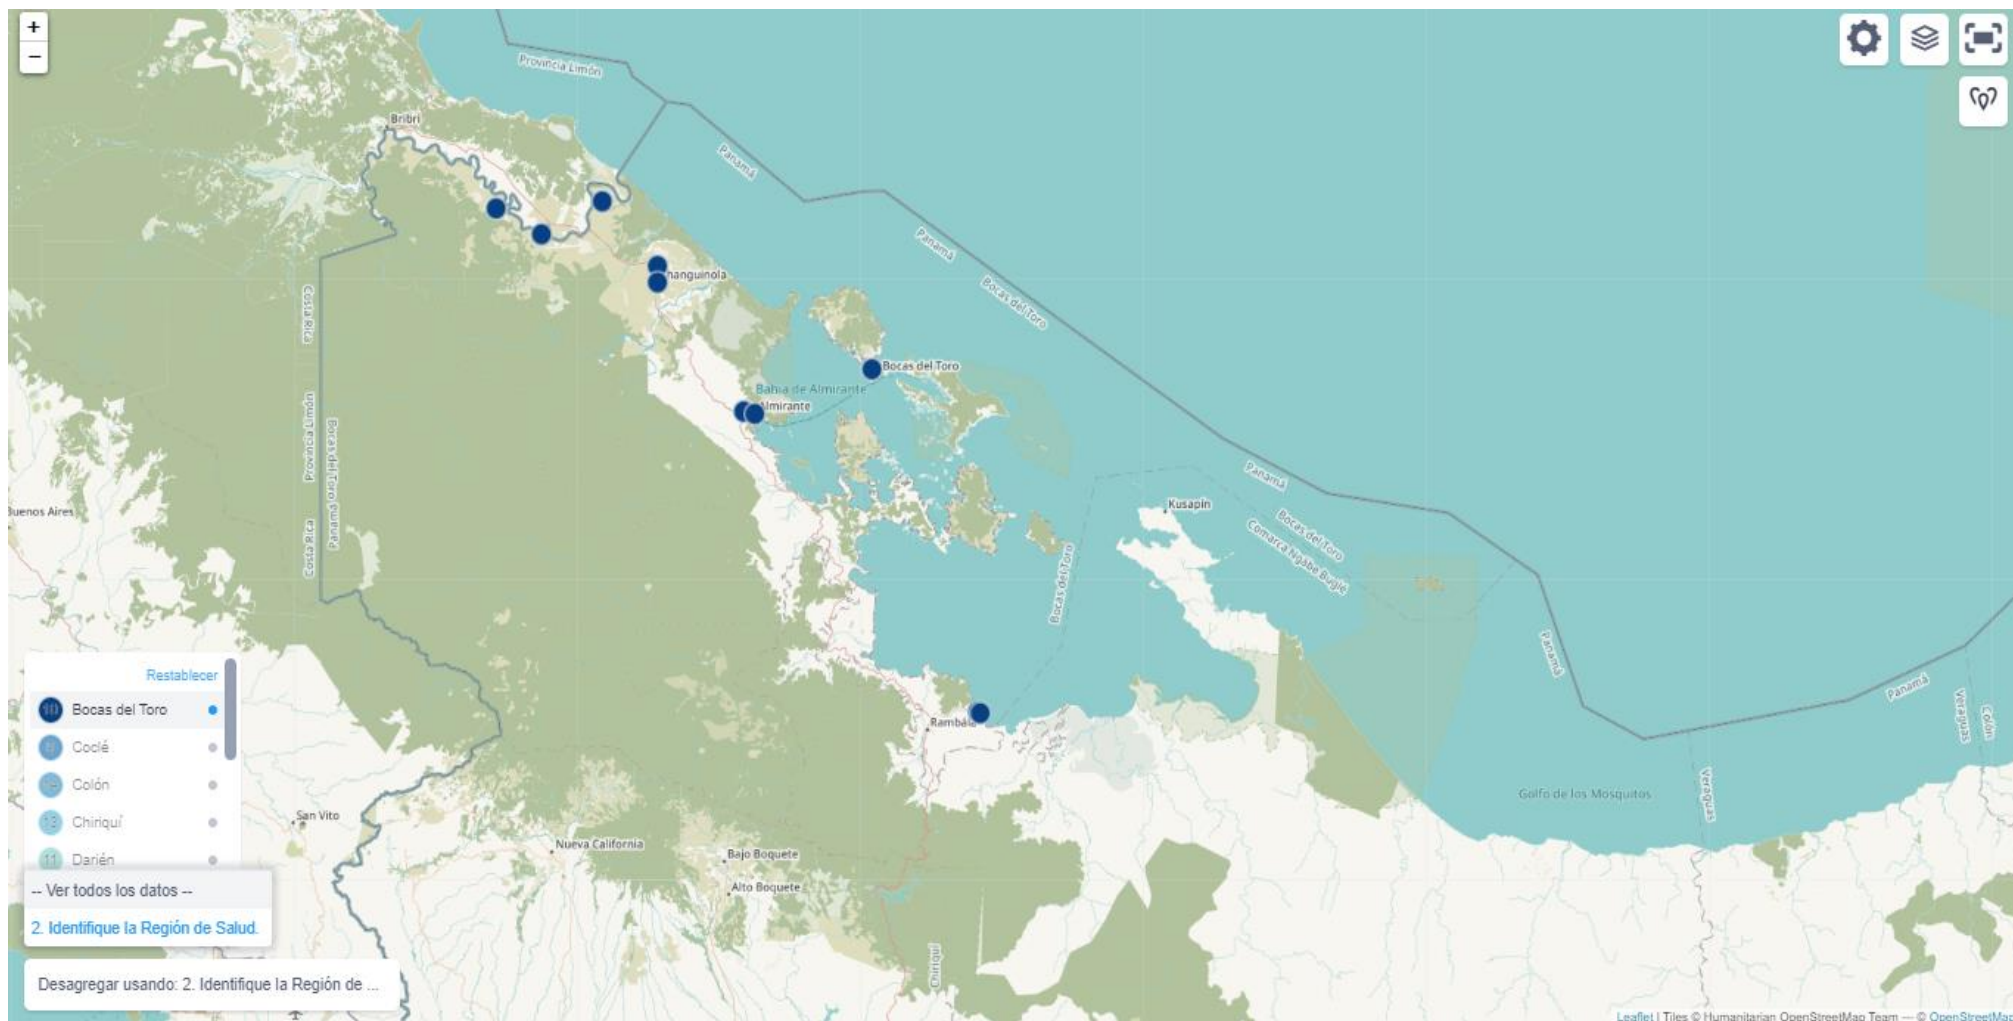 +
−
Provincia Limón
Bribri
Panamá
Panamá
Bocas del Toro
hanguinola
Costa Rica
Bocas del Toro
Bahía de Almirante
Almirante
Provincia Limón
Bocas del Toro
Panamá
Costa Rica
Panamá
Buenos Aires
Kusapín
Bocas del Toro
Comarca Ngäbe Buglé
Bocas del Toro
Panamá
Panamá
Veraguas
Colón
Rambala
Golfo de los Mosquitos
Veraguas
San Vito
Nueva California
Bajo Boquete
Alto Boquete
Chiriquí
Restablecer
10 Bocas del Toro
Coclé
Colón
13 Chiriquí
11 Darién
-- Ver todos los datos --
2. Identifique la Región de Salud.
Desagregar usando: 2. Identifique la Región de ...
Leaflet | Tiles © Humanitarian OpenStreetMap Team --- © OpenStreetMap